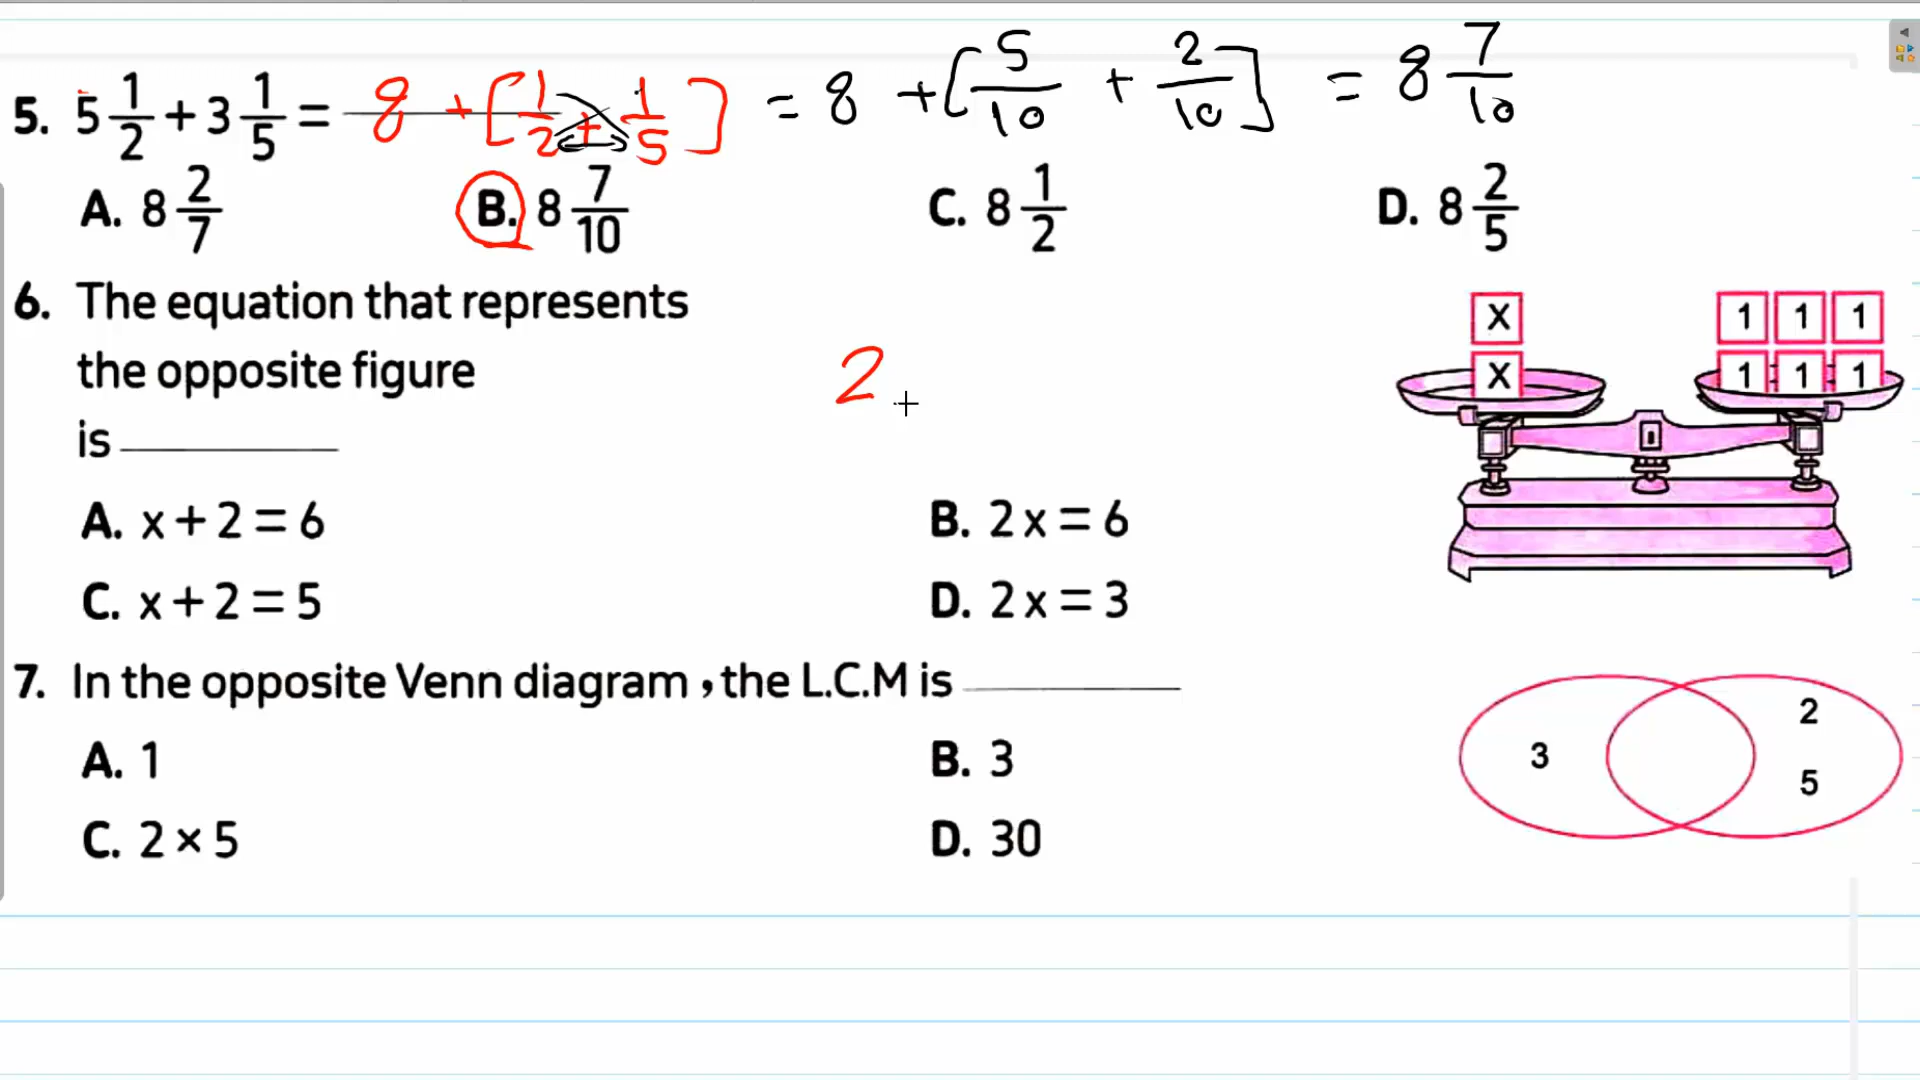 5. 5 1/2 + 3 1/5 = 8 + [1/2 + 1/5] = 8 + [5/10 + 2/10] = 8 7/10
A. 8 2/7 B. 8 7/10 C. 8 1/2 D. 8 2/5
6. The equation that represents
the opposite figure
is
2
X 1 1 1
X 1 1 1
A. x + 2 = 6 B. 2x = 6
C. x + 2 = 5 D. 2x = 3
7. In the opposite Venn diagram, the L.C.M is
A. 1 B. 3
C. 2 × 5 D. 30
3 2 5